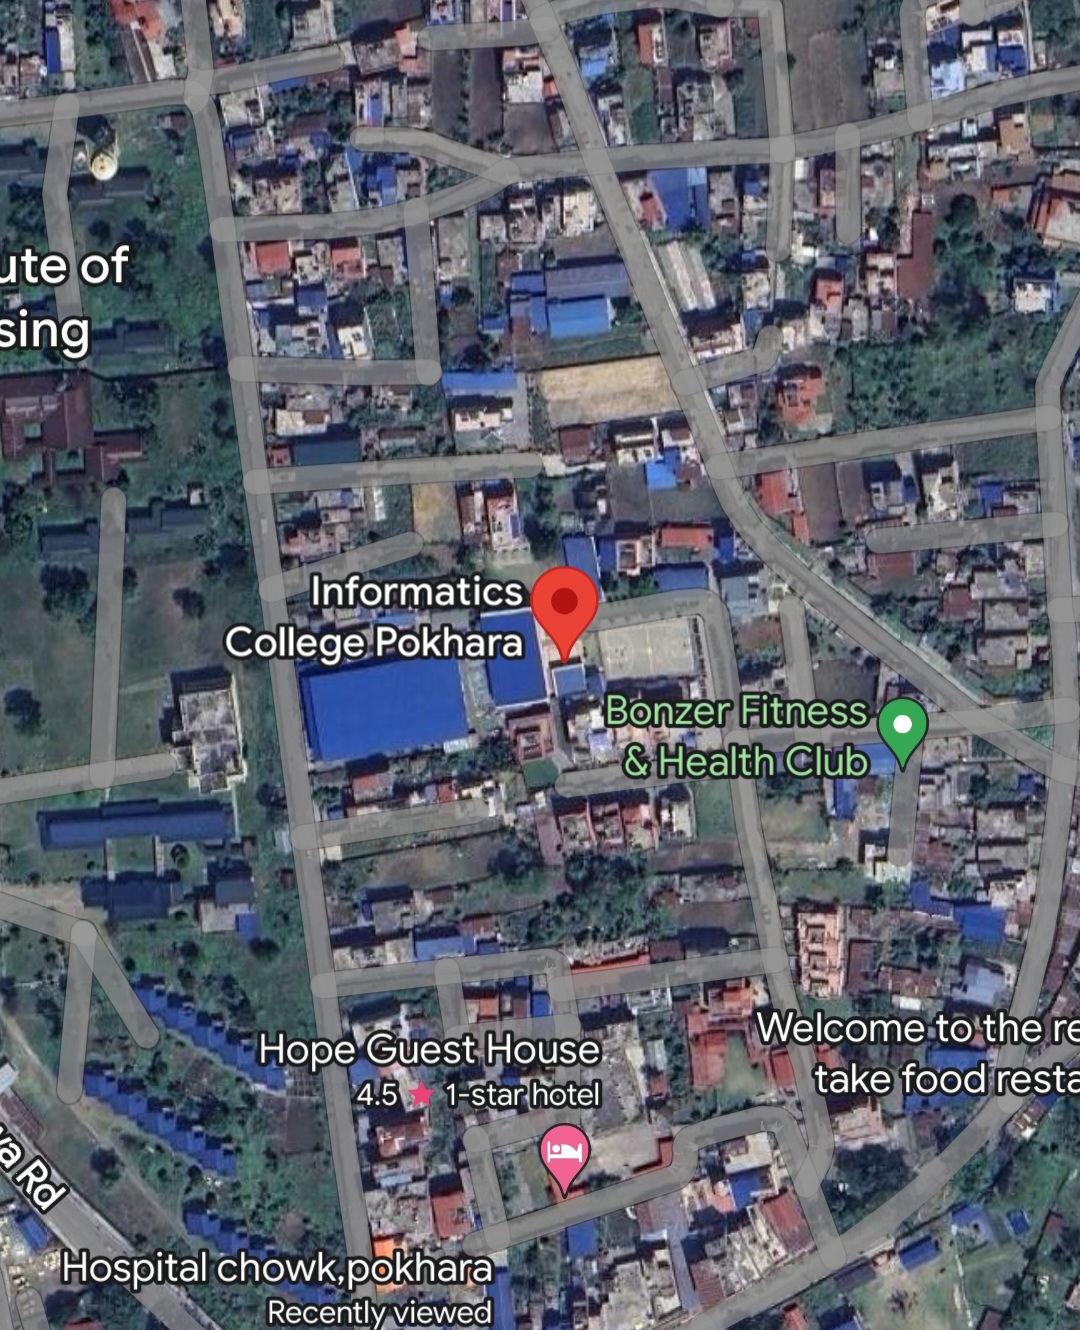 ute of
sing
Informatics
College Pokhara
Bonzer Fitness
& Health Club
Welcome to the re
take food resta
Hope Guest House
4.5 ★ 1-star hotel
va Rd
Hospital chowk,pokhara
Recently viewed